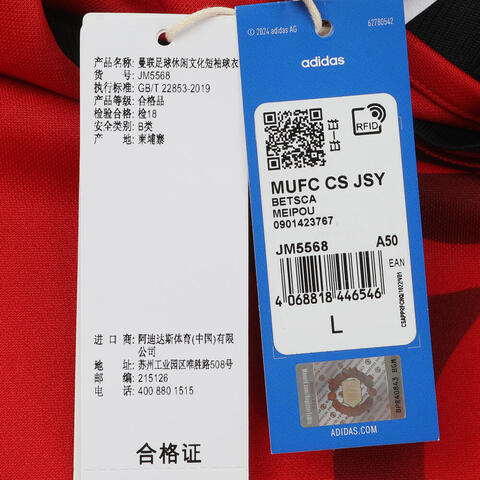 品名: 曼联足球休闲文化短袖球衣
货号: JM5568
执行标准: GB/T 22853-2019
产品等级: 合格品
检验合格: 检18
安全类别: B类
产地: 柬埔寨
进口商: 阿迪达斯体育(中国)有限
公司
地址: 苏州工业园区唯胜路508号
邮编: 215126
电话: 400 880 1515
合格证
© 2024 adidas AG
62780542
adidas
RFID
MUFC CS JSY
BETSCA
MEIPOU
0901423767
JM5568 A50
EAN
4 068818 446546
L
BPRA0843 BGM
ADIDAS.COM